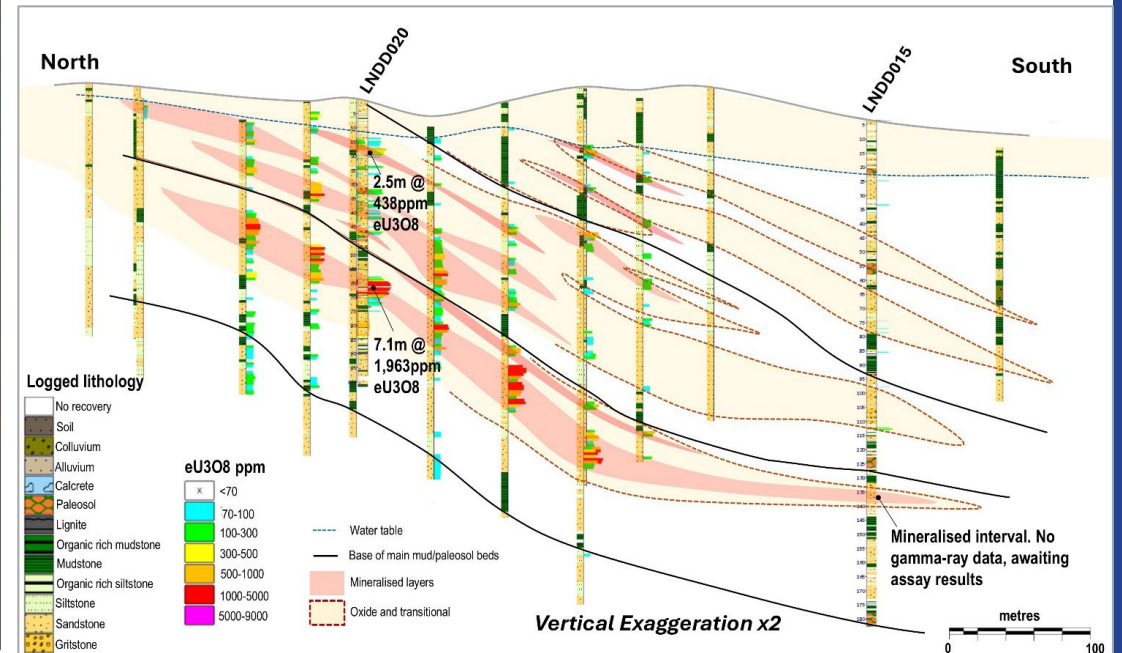 North
LNDD020
LNDD015
South
2.5m @
438ppm
eU3O8
7.1m @
1,963ppm
eU3O8
Logged lithology
No recovery
Soil
Colluvium
Alluvium
Calcrete
Paleosol
Lignite
Organic rich mudstone
Mudstone
Organic rich siltstone
Siltstone
Sandstone
Gritstone
eU3O8 ppm
x <70
70-100
100-300
300-500
500-1000
1000-5000
5000-9000
Water table
Base of main mud/paleosol beds
Mineralised layers
Oxide and transitional
Mineralised interval. No
gamma-ray data, awaiting
assay results
Vertical Exaggeration x2
metres
0 100